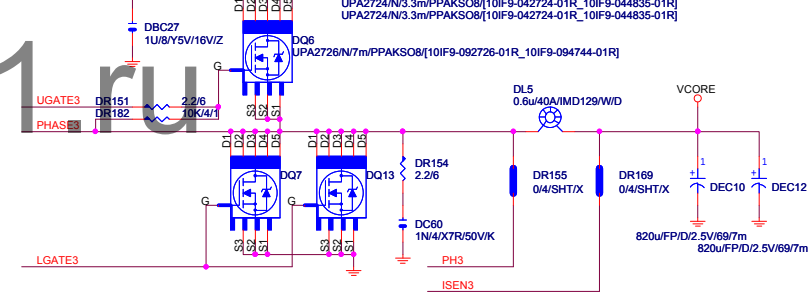 UPA2724/N/3.3m/PPAKSO8/[10IF9-042724-01R_10IF9-044835-01R]
D1 D2 D3 D4 D5
UPA2724/N/3.3m/PPAKSO8/[10IF9-042724-01R_10IF9-044835-01R]
DBC27
1U/8/Y5V/16V/Z
DQ6
UPA2726/N/7m/PPAKSO8/[10IF9-092726-01R_10IF9-094744-01R]
G
1.ru
UGATE3
DR151
2.2/6
DR182
10K/4/1
S3 S2 S1
PHASE3
DL5
0.6u/40A/IMD129/W/D
VCORE
D1 D2 D3 D4 D5
D1 D2 D3 D4 D5
DQ7
DQ13
DR154
2.2/6
DR155
0/4/SHT/X
DR169
0/4/SHT/X
1
+
DEC10
1
+
DEC12
G
G
DC60
1N/4/X7R/50V/K
S3 S2 S1
S3 S2 S1
820u/FP/D/2.5V/69/7m
820u/FP/D/2.5V/69/7m
LGATE3
PH3
ISEN3